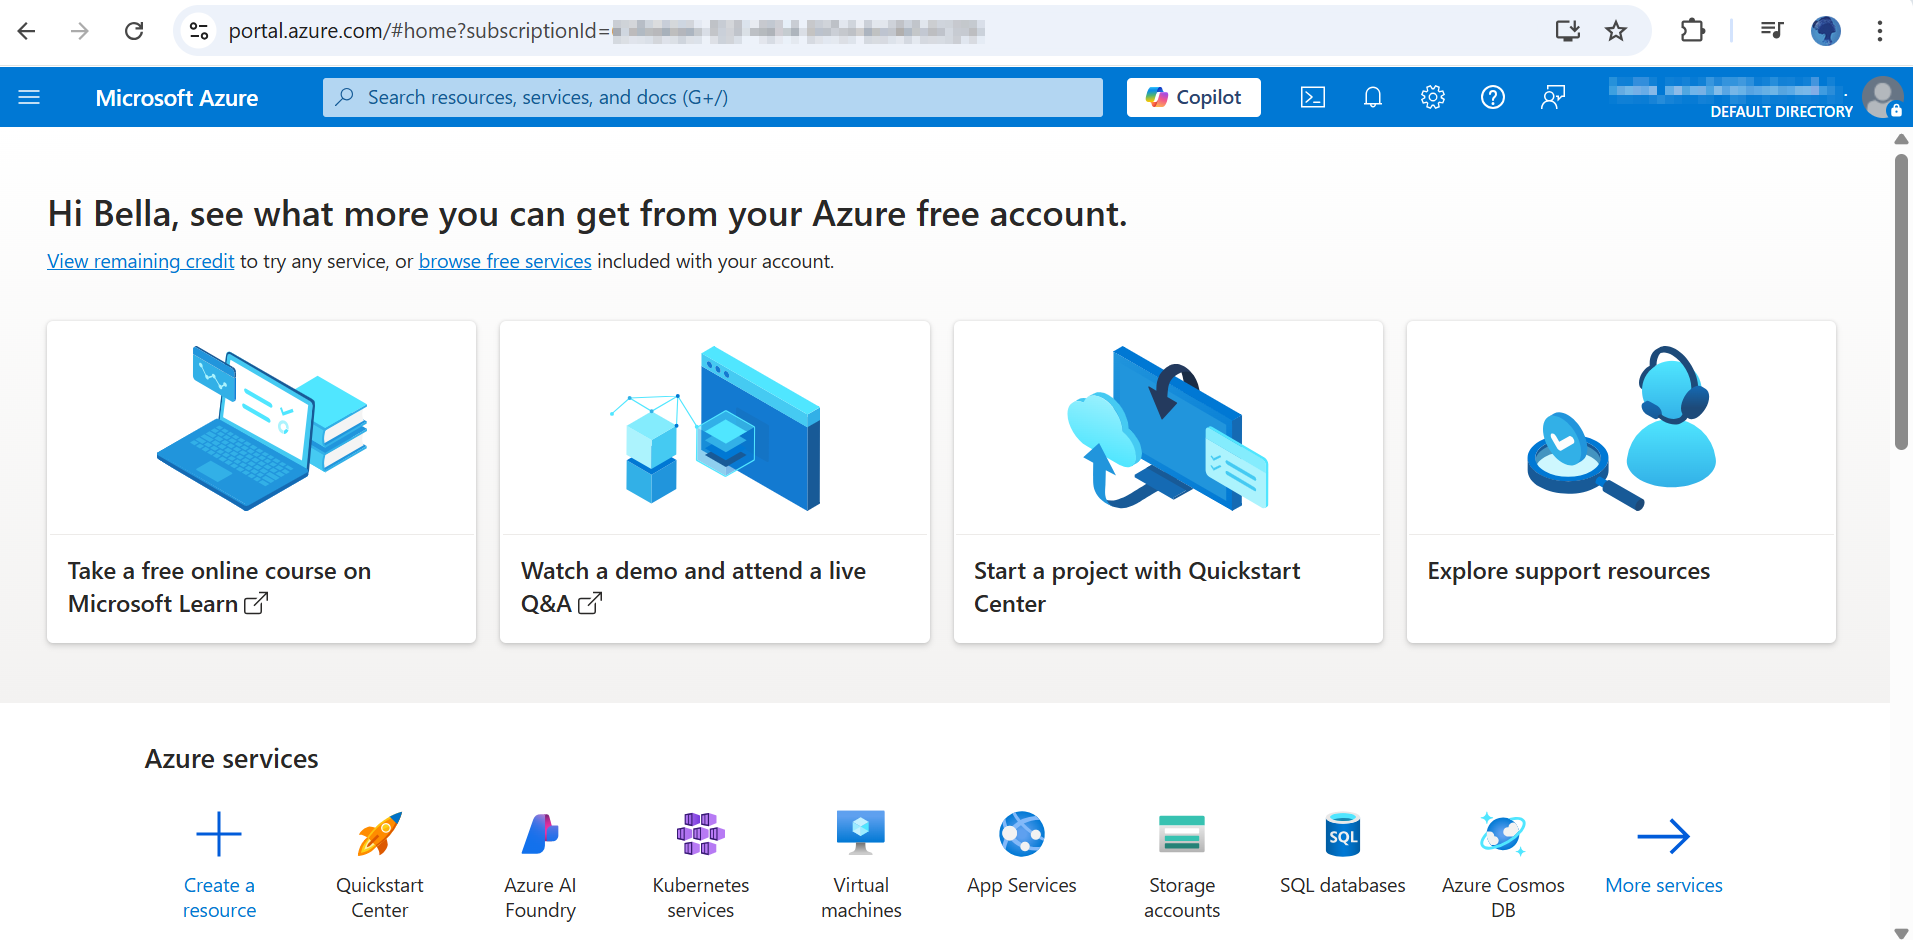 portal.azure.com/#home?subscriptionId=
Microsoft Azure
Search resources, services, and docs (G+/)
Copilot
DEFAULT DIRECTORY
Hi Bella, see what more you can get from your Azure free account.
View remaining credit to try any service, or browse free services included with your account.
Take a free online course on
Microsoft Learn
Watch a demo and attend a live
Q&A
Start a project with Quickstart
Center
Explore support resources
Azure services
SQL
Create a
resource
Quickstart
Center
Azure AI
Foundry
Kubernetes
services
Virtual
machines
App Services
Storage
accounts
SQL databases
Azure Cosmos
DB
More services